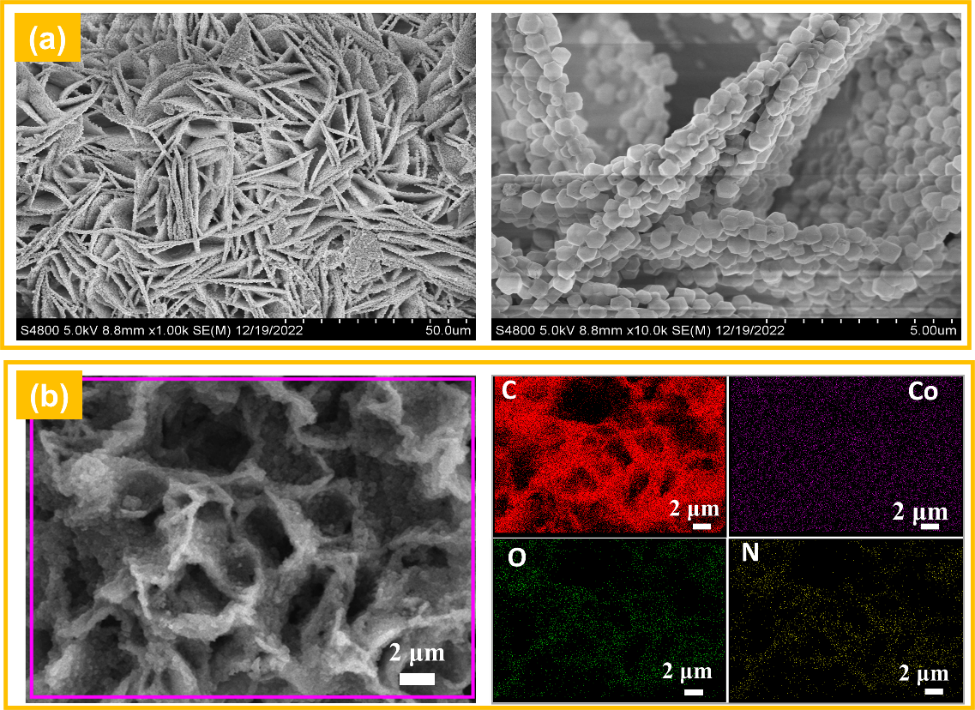 (a)
S4800 5.0kV 8.8mm x1.00k SE(M) 12/19/2022 50.0um
S4800 5.0kV 8.8mm x10.0k SE(M) 12/19/2022 5.00um
(b)
2 μm
C
2 μm
Co
2 μm
O
2 μm
N
2 μm